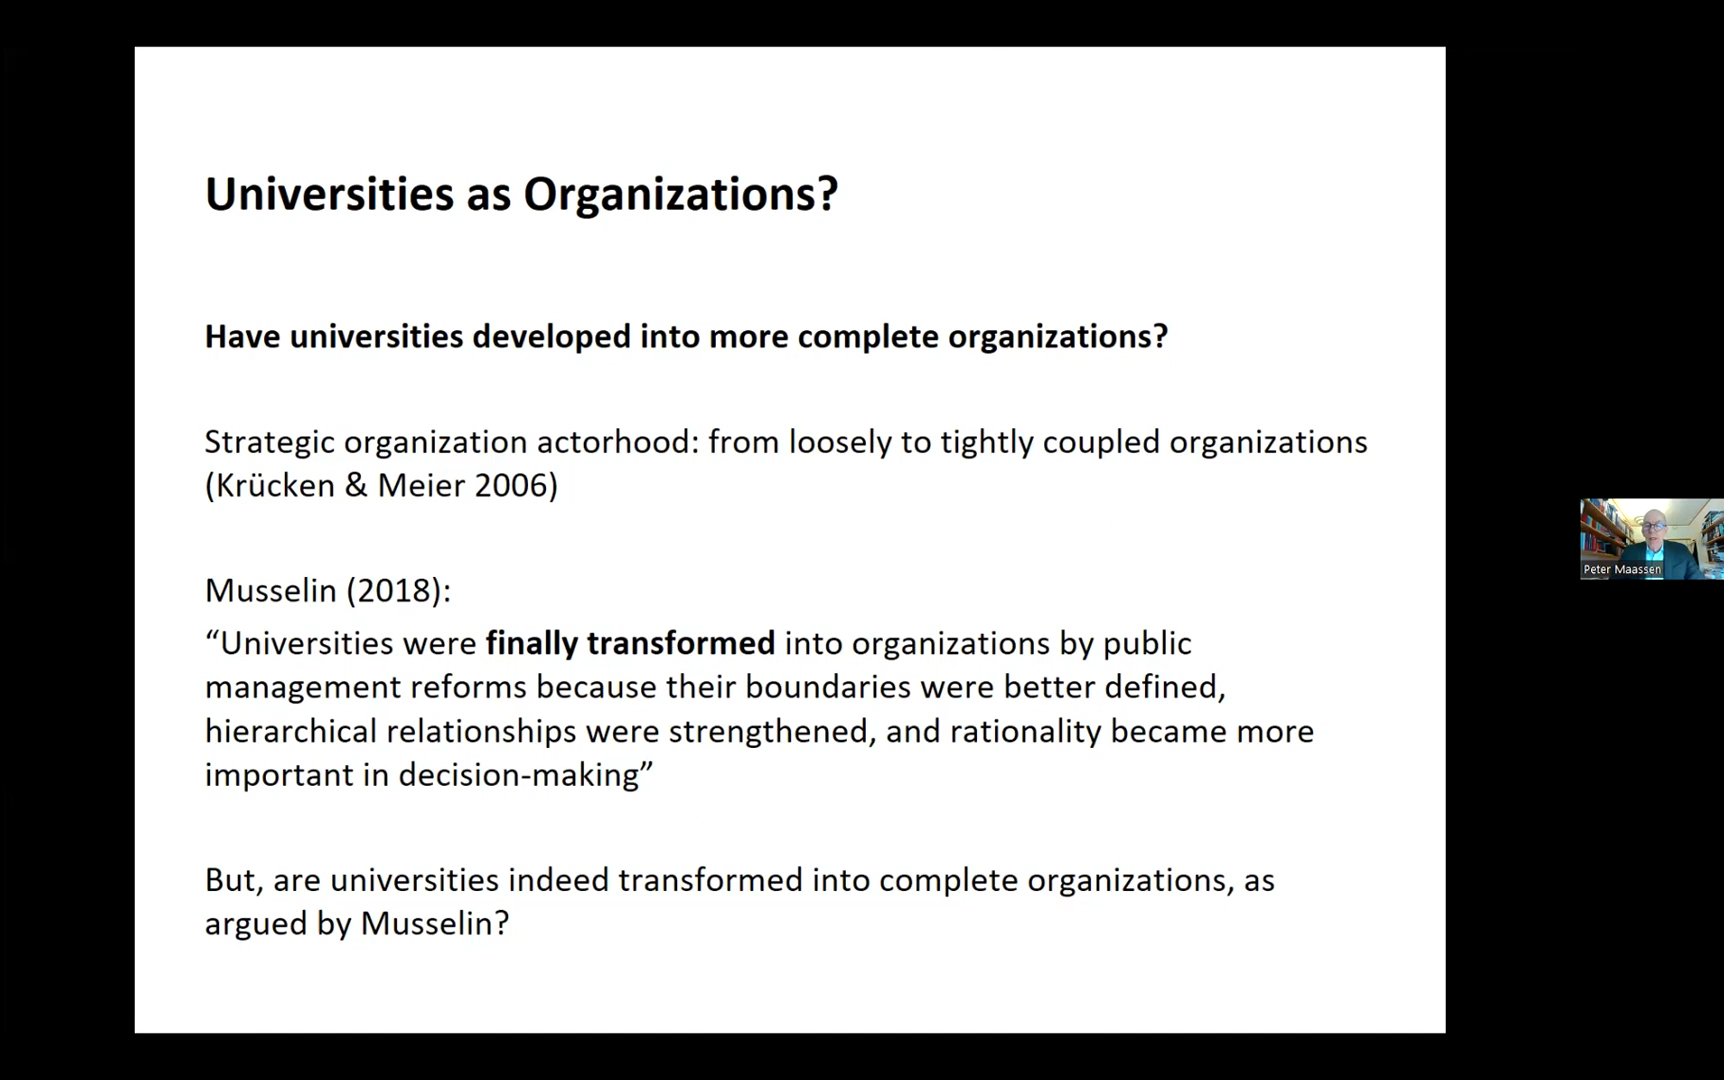 Universities as Organizations?
Have universities developed into more complete organizations?
Strategic organization actorhood: from loosely to tightly coupled organizations
(Krücken & Meier 2006)
Musselin (2018):
“Universities were finally transformed into organizations by public
management reforms because their boundaries were better defined,
hierarchical relationships were strengthened, and rationality became more
important in decision-making”
But, are universities indeed transformed into complete organizations, as
argued by Musselin?
Peter Maassen